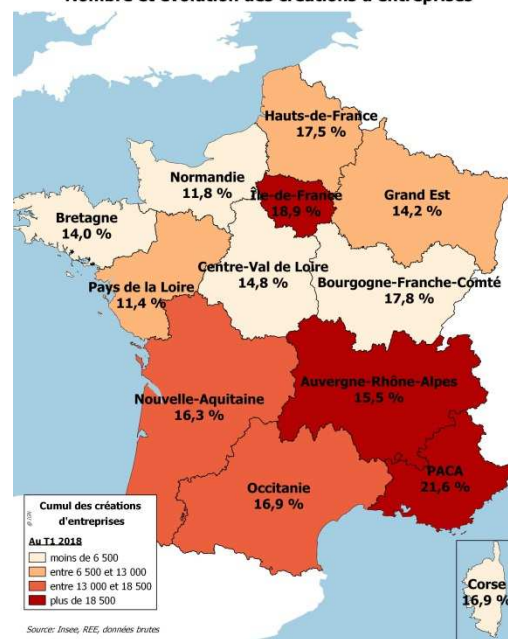 Nombre et évolution des créations d'entreprises
Hauts-de-France
17,5 %
Normandie
11,8 %
Île-de-France
18,9 %
Grand Est
14,2 %
Bretagne
14,0 %
Pays de la Loire
11,4 %
Centre-Val de Loire
14,8 %
Bourgogne-Franche-Comté
17,8 %
Nouvelle-Aquitaine
16,3 %
Auvergne-Rhône-Alpes
15,5 %
Occitanie
16,9 %
PACA
21,6 %
Corse
16,9 %
Cumul des créations
d'entreprises
Au T1 2018
moins de 6 500
entre 6 500 et 13 000
entre 13 000 et 18 500
plus de 18 500
Source: Insee, REE, données brutes